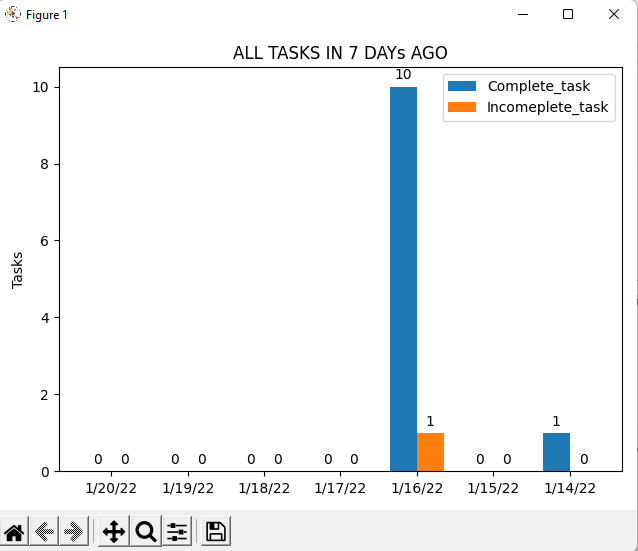 Figure 1
ALL TASKS IN 7 DAYs AGO
Complete_task
Incomeplete_task
Tasks
10
8
6
4
2
0
0 0 0 0 0 0 0 0 10 1 0 0 1 0
1/20/22 1/19/22 1/18/22 1/17/22 1/16/22 1/15/22 1/14/22